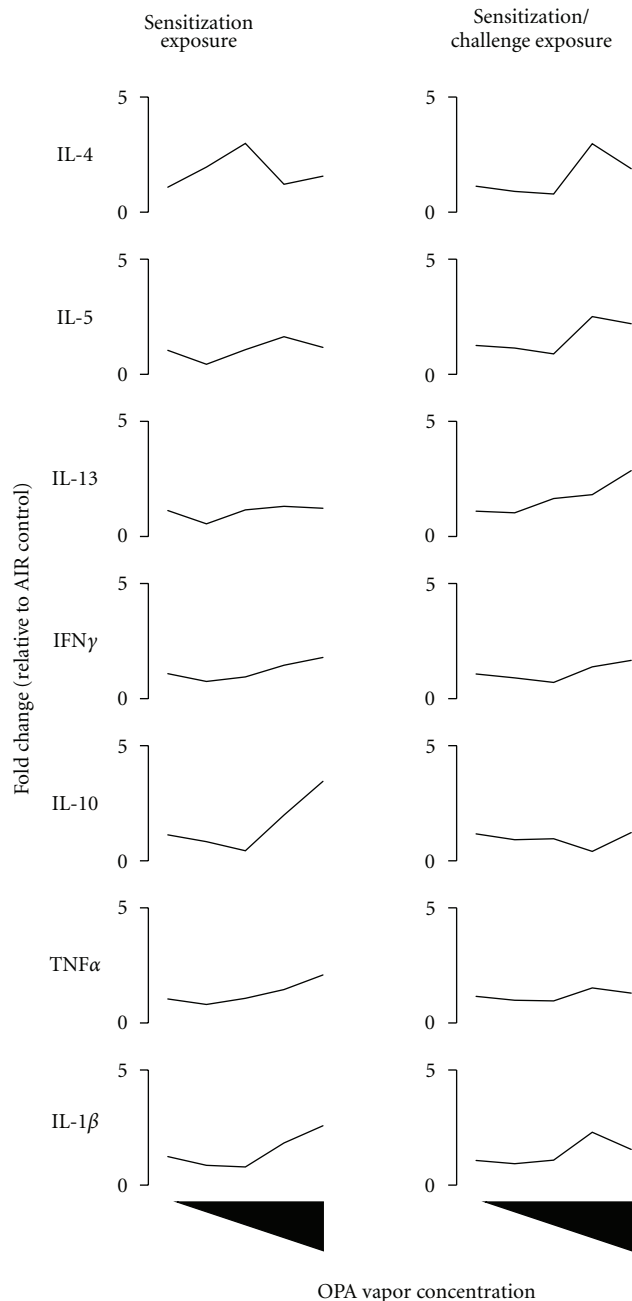 Sensitization
exposure
Sensitization/
challenge exposure
Fold change (relative to AIR control)
IL-4
5
0
5
0
IL-5
5
0
5
0
IL-13
5
0
5
0
IFNγ
5
0
5
0
IL-10
5
0
5
0
TNFα
5
0
5
0
IL-1β
5
0
5
0
OPA vapor concentration